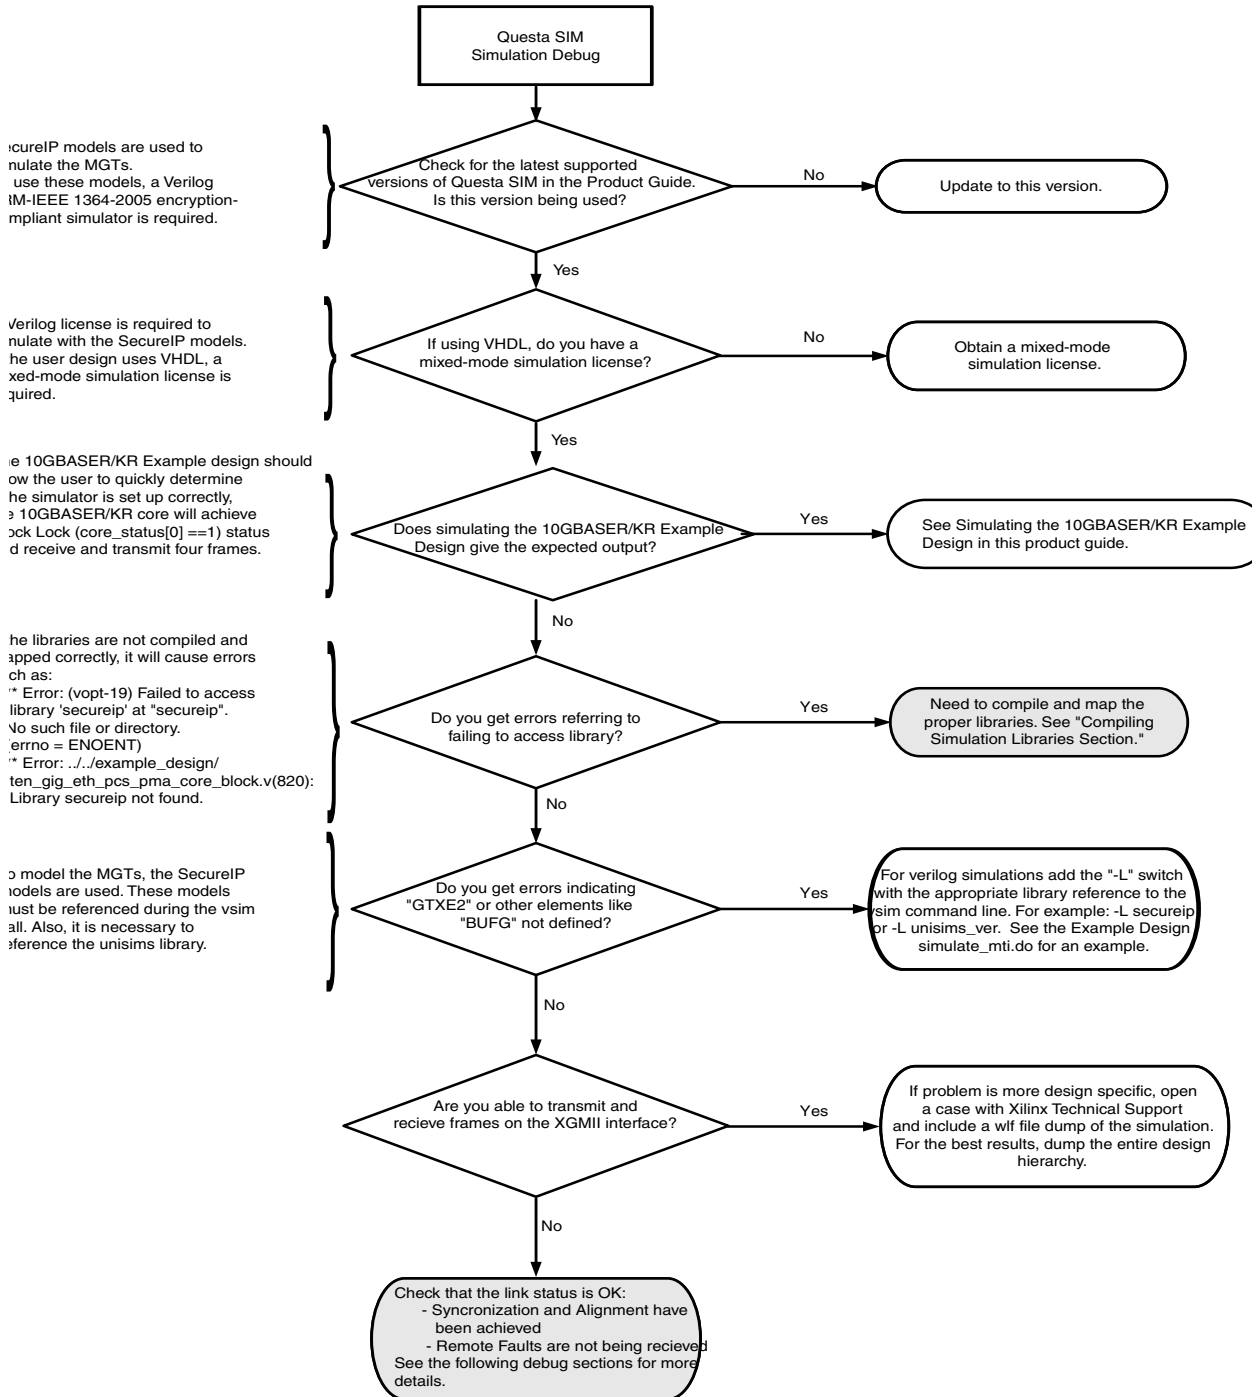 Questa SIM
Simulation Debug
ecureIP models are used to
mulate the MGTs.
use these models, a Verilog
RM-IEEE 1364-2005 encryption-
mpliant simulator is required.
Check for the latest supported
versions of Questa SIM in the Product Guide.
Is this version being used?
No
Update to this version.
Yes
Verilog license is required to
mulate with the SecureIP models.
he user design uses VHDL, a
xed-mode simulation license is
quired.
If using VHDL, do you have a
mixed-mode simulation license?
No
Obtain a mixed-mode
simulation license.
Yes
e 10GBASER/KR Example design should
ow the user to quickly determine
he simulator is set up correctly,
e 10GBASER/KR core will achieve
ock Lock (core_status[0] ==1) status
d receive and transmit four frames.
Does simulating the 10GBASER/KR Example
Design give the expected output?
Yes
See Simulating the 10GBASER/KR Example
Design in this product guide.
No
he libraries are not compiled and
apped correctly, it will cause errors
ch as:
** Error: (vopt-19) Failed to access
library 'secureip' at "secureip".
No such file or directory.
(errno = ENOENT)
** Error: ../../example_design/
ten_gig_eth_pcs_pma_core_block.v(820):
Library secureip not found.
Do you get errors referring to
failing to access library?
Yes
Need to compile and map the
proper libraries. See "Compiling
Simulation Libraries Section."
No
o model the MGTs, the SecureIP
models are used. These models
must be referenced during the vsim
all. Also, it is necessary to
eference the unisims library.
Do you get errors indicating
"GTXE2" or other elements like
"BUFG" not defined?
Yes
For verilog simulations add the "-L" switch
with the appropriate library reference to the
vsim command line. For example: -L secureip
or -L unisims_ver. See the Example Design
simulate_mti.do for an example.
No
Are you able to transmit and
recieve frames on the XGMII interface?
Yes
If problem is more design specific, open
a case with Xilinx Technical Support
and include a wlf file dump of the simulation.
For the best results, dump the entire design
hierarchy.
No
Check that the link status is OK:
- Syncronization and Alignment have
been achieved
- Remote Faults are not being recieved
See the following debug sections for more
details.